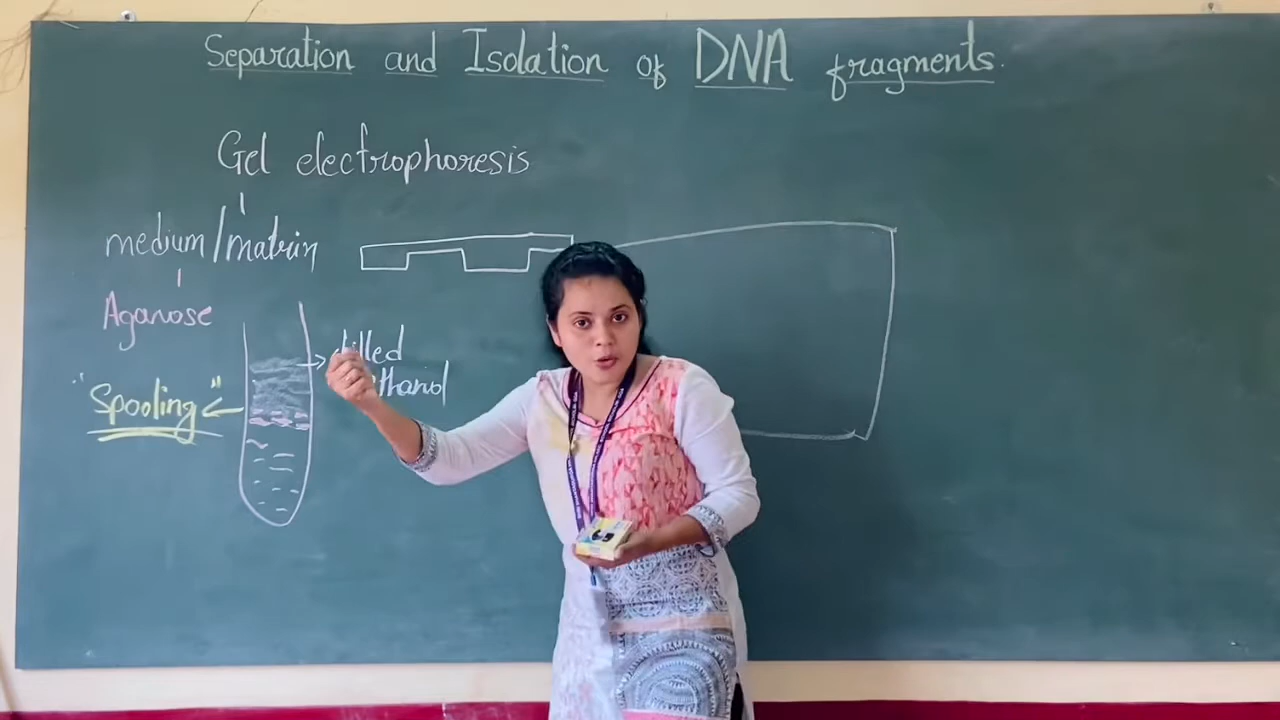 Separation and Isolation of DNA fragments.
Gel electrophoresis
medium/matrix
Agarose
"Spooling"